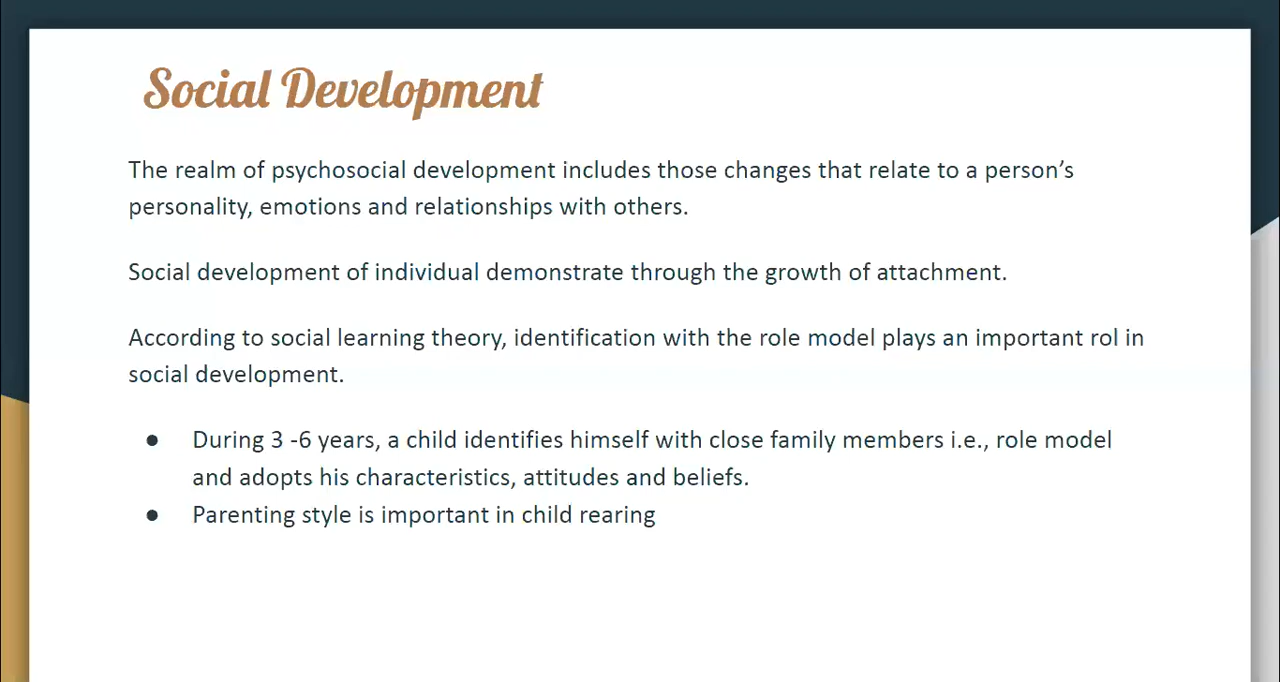 Social Development
The realm of psychosocial development includes those changes that relate to a person’s
personality, emotions and relationships with others.
Social development of individual demonstrate through the growth of attachment.
According to social learning theory, identification with the role model plays an important rol in
social development.
● During 3 -6 years, a child identifies himself with close family members i.e., role model
and adopts his characteristics, attitudes and beliefs.
● Parenting style is important in child rearing